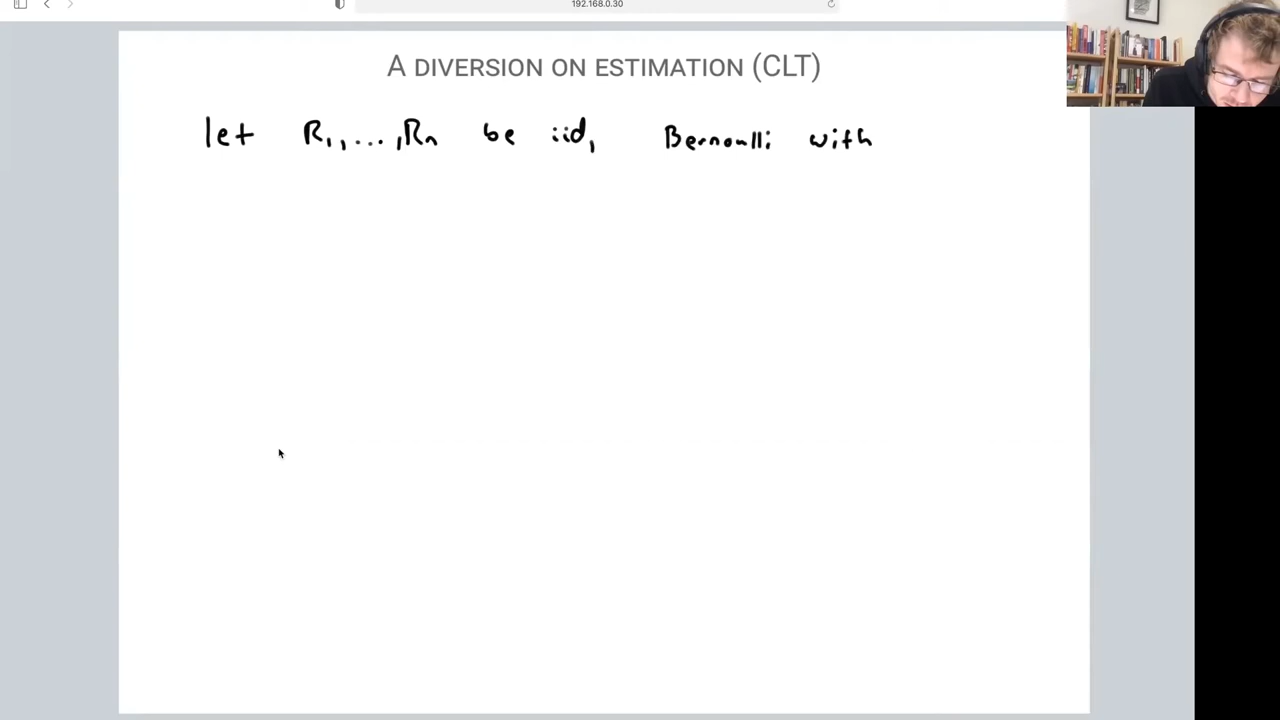 192.168.0.30
A DIVERSION ON ESTIMATION (CLT)
let R₁,...,Rₙ be iid, Bernoulli with